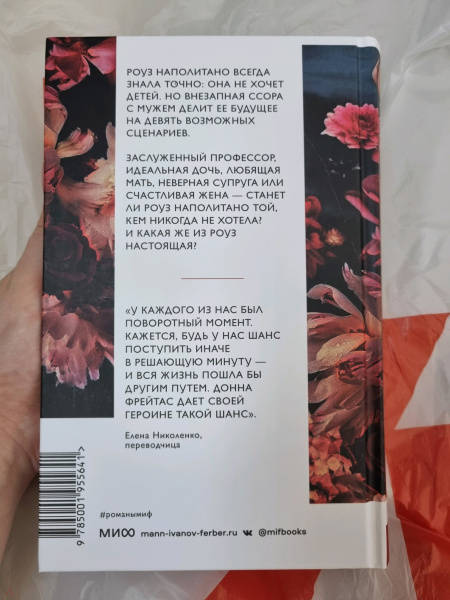 РОУЗ НАПОЛИТАНО ВСЕГДА
ЗНАЛА ТОЧНО: ОНА НЕ ХОЧЕТ
ДЕТЕЙ. НО ВНЕЗАПНАЯ ССОРА
С МУЖЕМ ДЕЛИТ ЕЕ БУДУЩЕЕ
НА ДЕВЯТЬ ВОЗМОЖНЫХ
СЦЕНАРИЕВ.
ЗАСЛУЖЕННЫЙ ПРОФЕССОР,
ИДЕАЛЬНАЯ ДОЧЬ, ЛЮБЯЩАЯ
МАТЬ, НЕВЕРНАЯ СУПРУГА ИЛИ
СЧАСТЛИВАЯ ЖЕНА — СТАНЕТ
ЛИ РОУЗ НАПОЛИТАНО ТОЙ,
КЕМ НИКОГДА НЕ ХОТЕЛА?
И КАКАЯ ЖЕ ИЗ РОУЗ
НАСТОЯЩАЯ?
«У КАЖДОГО ИЗ НАС БЫЛ
ПОВОРОТНЫЙ МОМЕНТ.
КАЖЕТСЯ, БУДЬ У НАС ШАНС
ПОСТУПИТЬ ИНАЧЕ
В РЕШАЮЩУЮ МИНУТУ —
И ВСЯ ЖИЗНЬ ПОШЛА БЫ
ДРУГИМ ПУТЕМ. ДОННА
ФРЕЙТАС ДАЕТ СВОЕЙ
ГЕРОИНЕ ТАКОЙ ШАНС».
Елена Николенко,
переводчица
9 785001 955641 >
#романымиф
МИФ mann-ivanov-ferber.ru @mifbooks